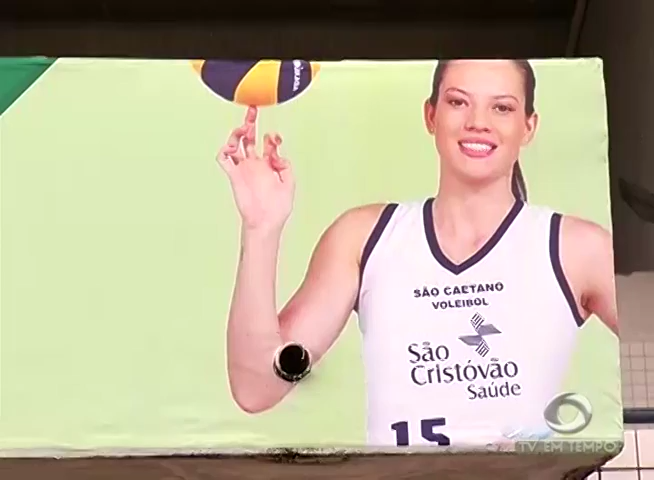 SÃO CAETANO
VOLEIBOL
São
Cristóvão
Saúde
15
TV EM TEMPO